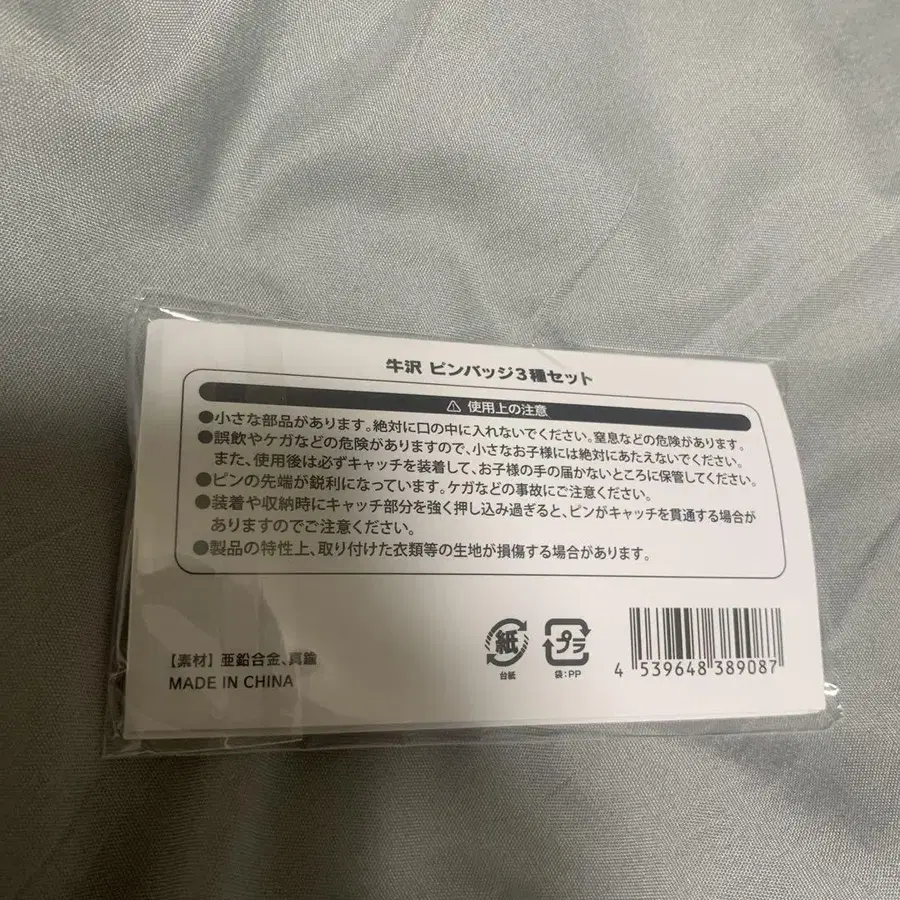 牛沢 ピンバッジ3種セット
⚠ 使用上の注意
●小さな部品があります。絶対に口の中に入れないでください。窒息などの危険があります。
●誤飲やケガなどの危険がありますので、小さなお子様には絶対にあたえないでください。
また、使用後は必ずキャッチを装着して、お子様の手の届かないところに保管してください。
●ピンの先端が鋭利になっています。ケガなどの事故にご注意ください。
●装着や収納時にキャッチ部分を強く押し込み過ぎると、ピンがキャッチを貫通する場合が
ありますのでご注意ください。
●製品の特性上、取り付けた衣類等の生地が損傷する場合があります。
【素材】亜鉛合金、真鍮
MADE IN CHINA
紙
台紙
プラ
袋:PP
4 539648 389087